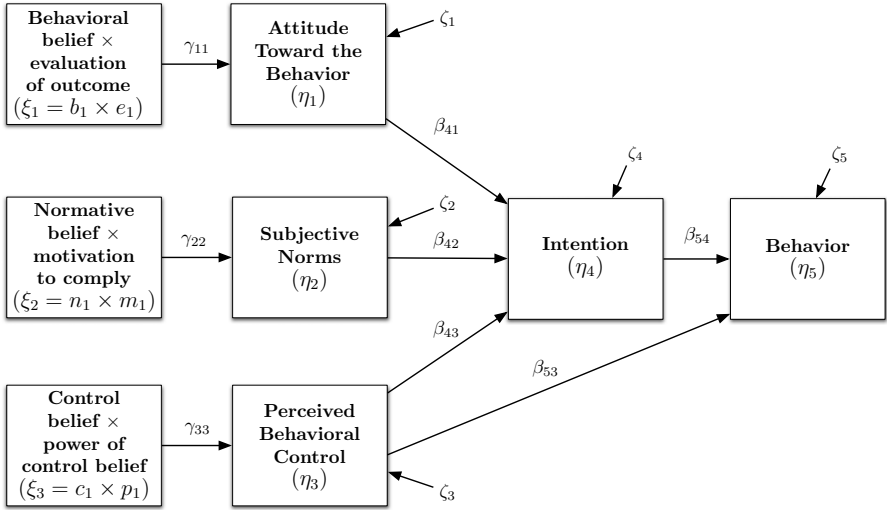 Behavioral
belief ×
evaluation
of outcome
(ξ₁ = b₁ × e₁)
γ₁₁
Attitude
Toward the
Behavior
(η₁)
ζ₁
β₄₁
Normative
belief ×
motivation
to comply
(ξ₂ = n₁ × m₁)
γ₂₂
Subjective
Norms
(η₂)
ζ₂
β₄₂
ζ₄
Intention
(η₄)
β₅₄
ζ₅
Behavior
(η₅)
Control
belief ×
power of
control belief
(ξ₃ = c₁ × p₁)
γ₃₃
Perceived
Behavioral
Control
(η₃)
β₄₃
β₅₃
ζ₃